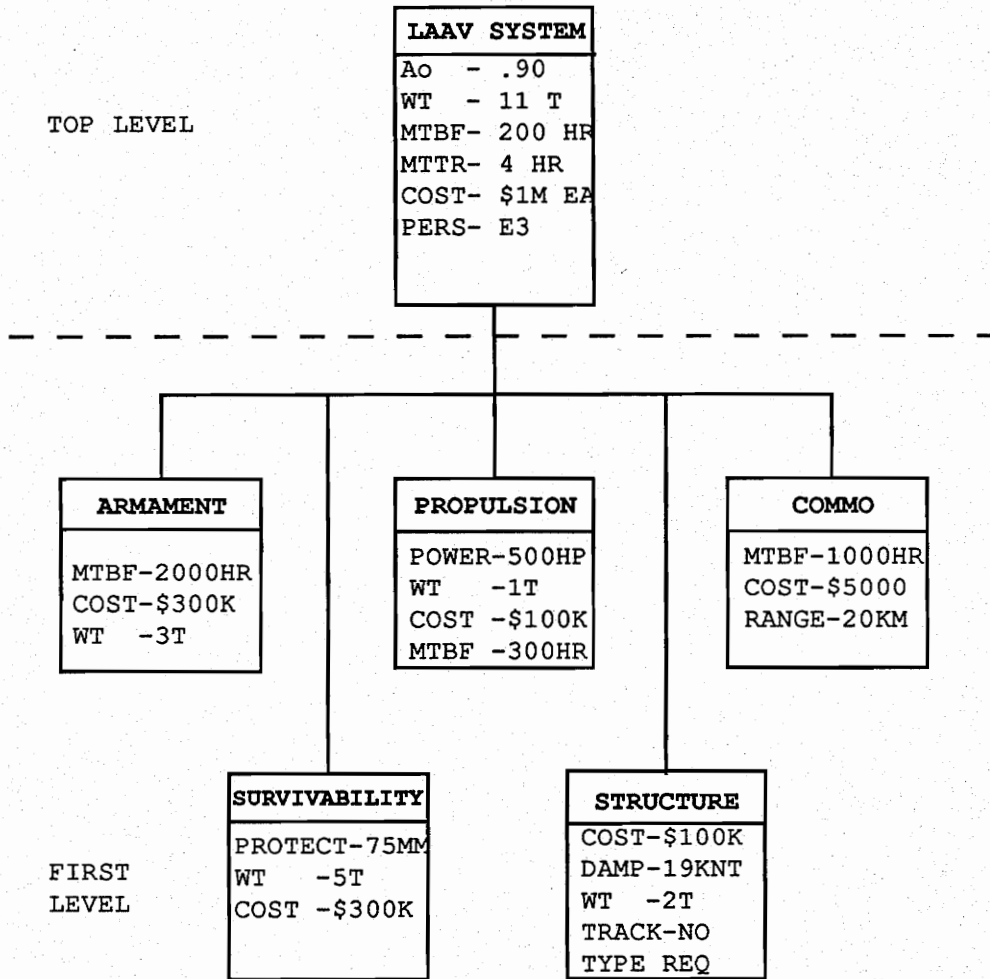 LAAV SYSTEM
Ao - .90
WT - 11 T
MTBF- 200 HR
MTTR- 4 HR
COST- $1M EA
PERS- E3
TOP LEVEL
ARMAMENT
MTBF-2000HR
COST-$300K
WT -3T
PROPULSION
POWER-500HP
WT -1T
COST -$100K
MTBF -300HR
COMMO
MTBF-1000HR
COST-$5000
RANGE-20KM
SURVIVABILITY
PROTECT-75MM
WT -5T
COST -$300K
STRUCTURE
COST-$100K
DAMP-19KNT
WT -2T
TRACK-NO
TYPE REQ
FIRST
LEVEL